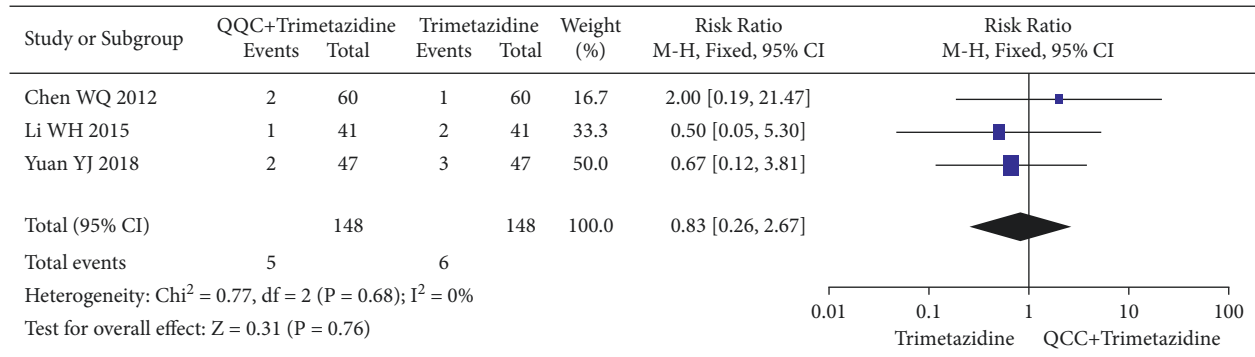 Study or Subgroup QQC+Trimetazidine Trimetazidine Weight Risk Ratio Risk Ratio
Events Total Events Total (%) M-H, Fixed, 95% CI M-H, Fixed, 95% CI
Chen WQ 2012 2 60 1 60 16.7 2.00 [0.19, 21.47]
Li WH 2015 1 41 2 41 33.3 0.50 [0.05, 5.30]
Yuan YJ 2018 2 47 3 47 50.0 0.67 [0.12, 3.81]
Total (95% CI) 148 148 100.0 0.83 [0.26, 2.67]
Total events 5 6
Heterogeneity: Chi² = 0.77, df = 2 (P = 0.68); I² = 0%
Test for overall effect: Z = 0.31 (P = 0.76)
0.01 0.1 1 10 100
Trimetazidine QCC+Trimetazidine